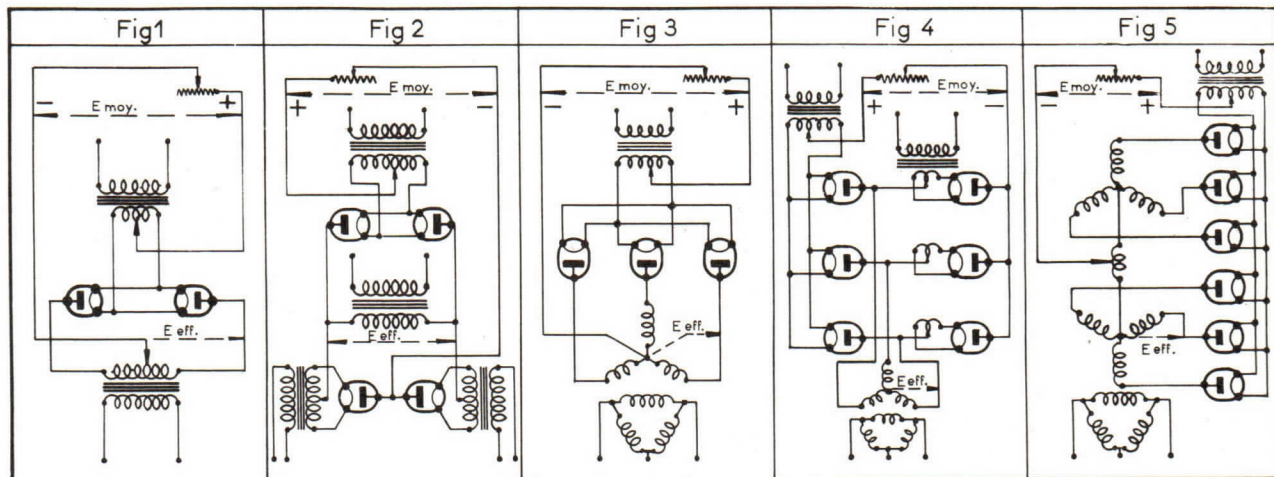 Fig1
Fig 2
Fig 3
Fig 4
Fig 5
E moy.
- +
E eff.
E moy.
+ -
E eff.
E moy.
- +
E eff.
E moy.
+ -
E eff.
E moy.
- +
E eff.